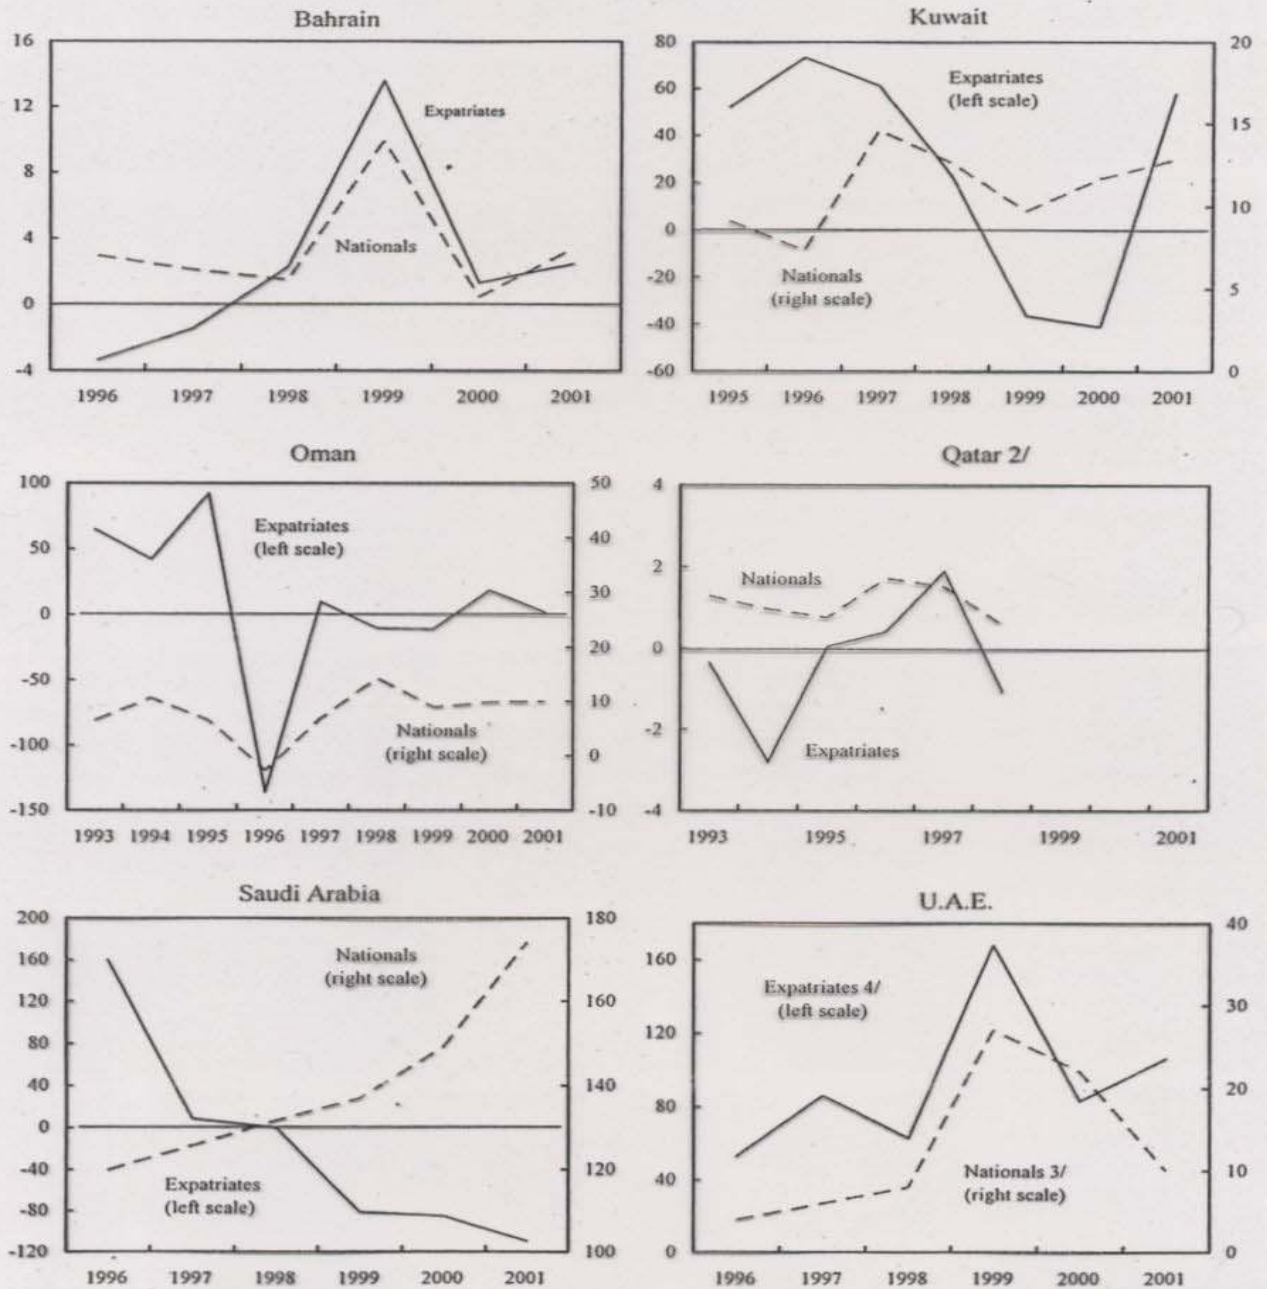 Bahrain
16
12
8
4
0
-4
Expatriates
Nationals
1996 1997 1998 1999 2000 2001
Kuwait
80
60
40
20
0
-20
-40
-60
20
15
10
5
0
Expatriates
(left scale)
Nationals
(right scale)
1995 1996 1997 1998 1999 2000 2001
Oman
100
50
0
-50
-100
-150
50
40
30
20
10
0
-10
Expatriates
(left scale)
Nationals
(right scale)
1993 1994 1995 1996 1997 1998 1999 2000 2001
Qatar 2/
4
2
0
-2
-4
Nationals
Expatriates
1993 1995 1997 1999 2001
Saudi Arabia
200
160
120
80
40
0
-40
-80
-120
180
160
140
120
100
Nationals
(right scale)
Expatriates
(left scale)
1996 1997 1998 1999 2000 2001
U.A.E.
160
120
80
40
0
40
30
20
10
0
Expatriates 4/
(left scale)
Nationals 3/
(right scale)
1996 1997 1998 1999 2000 2001